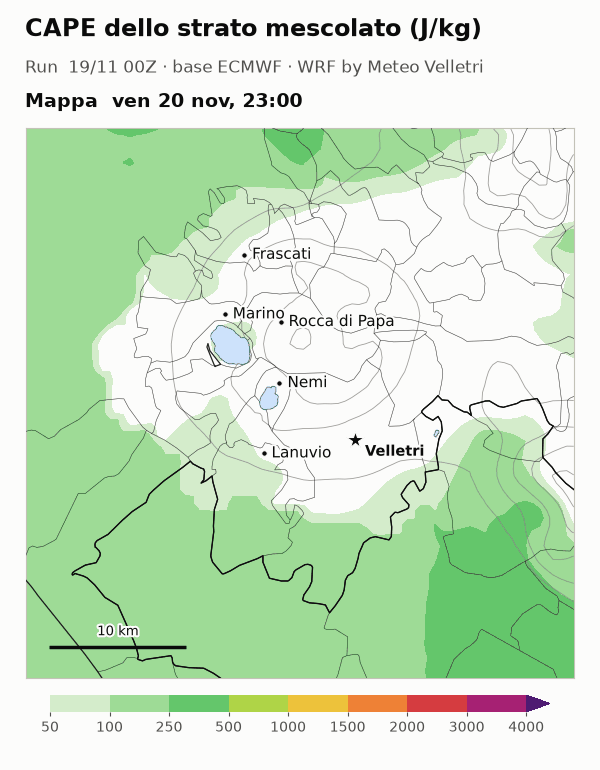 CAPE dello strato mescolato (J/kg)
Run  19/11 00Z · base ECMWF · WRF by Meteo Velletri
Mappa  ven 20 nov, 23:00
Frascati
Marino
Rocca di Papa
Nemi
Velletri
Lanuvio
10 km
50 100 250 500 1000 1500 2000 3000 4000